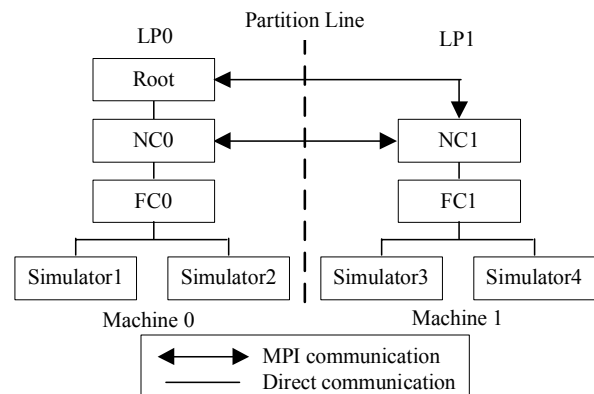 Partition Line
LP0
LP1
Root
NC0
NC1
FC0
FC1
Simulator1
Simulator2
Simulator3
Simulator4
Machine 0
Machine 1
MPI communication
Direct communication